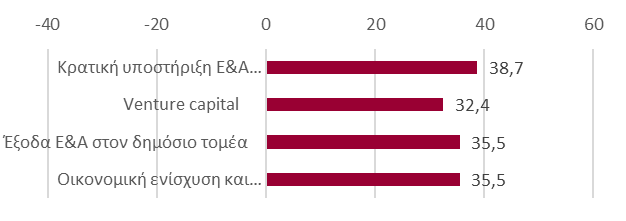 -40 -20 0 20 40 60
Κρατική υποστήριξη Ε&Α... 38,7
Venture capital 32,4
Έξοδα Ε&Α στον δημόσιο τομέα 35,5
Οικονομική ενίσχυση και... 35,5